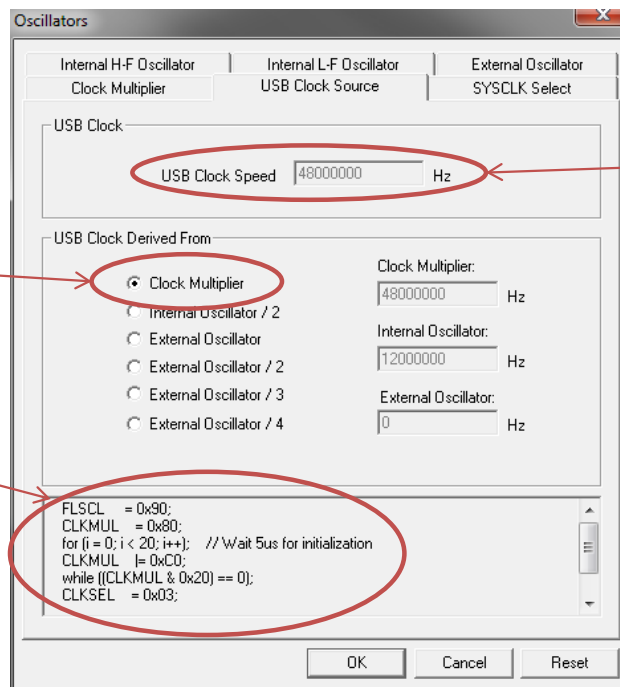 Oscillators
Internal H-F Oscillator
Internal L-F Oscillator
External Oscillator
Clock Multiplier
USB Clock Source
SYSCLK Select
USB Clock
USB Clock Speed 48000000 Hz
USB Clock Derived From
Clock Multiplier
Internal Oscillator / 2
External Oscillator
External Oscillator / 2
External Oscillator / 3
External Oscillator / 4
Clock Multiplier:
48000000 Hz
Internal Oscillator:
12000000 Hz
External Oscillator:
0 Hz
FLSCL = 0x90;
CLKMUL = 0x80;
for (i = 0; i < 20; i++); // Wait 5us for initialization
CLKMUL |= 0xC0;
while ((CLKMUL & 0x20) == 0);
CLKSEL = 0x03;
OK
Cancel
Reset